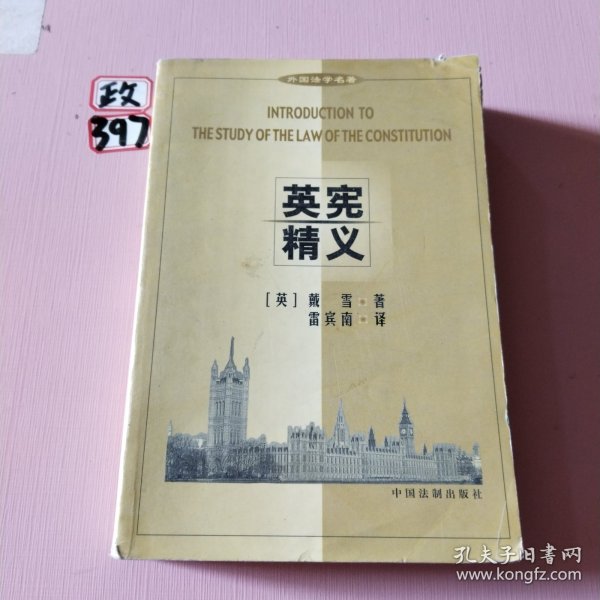 政
397
外国法学名著
INTRODUCTION TO
THE STUDY OF THE LAW OF THE CONSTITUTION
英宪
精义
[英] 戴 雪 著
雷宾南 译
中国法制出版社
孔夫子旧书网
www.kongfz.com